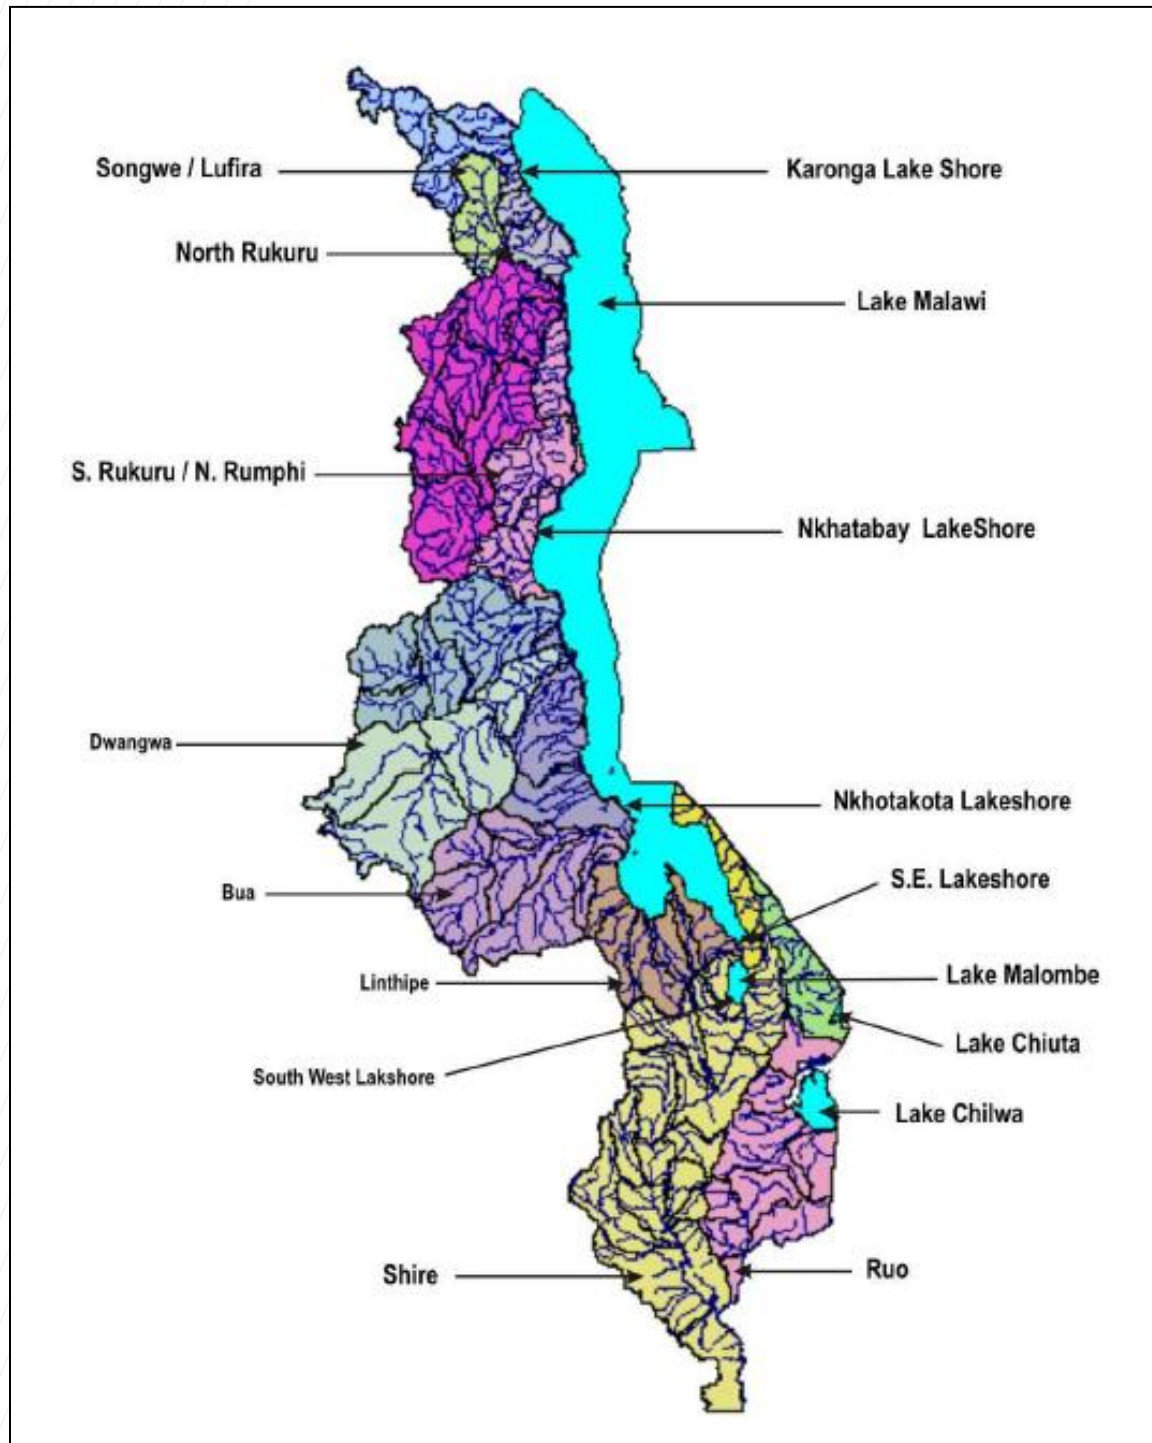 Songwe / Lufira
Karonga Lake Shore
North Rukuru
Lake Malawi
S. Rukuru / N. Rumphi
Nkhatabay LakeShore
Dwangwa
Nkhotakota Lakeshore
S.E. Lakeshore
Bua
Linthipe
Lake Malombe
Lake Chiuta
South West Lakshore
Lake Chilwa
Shire
Ruo